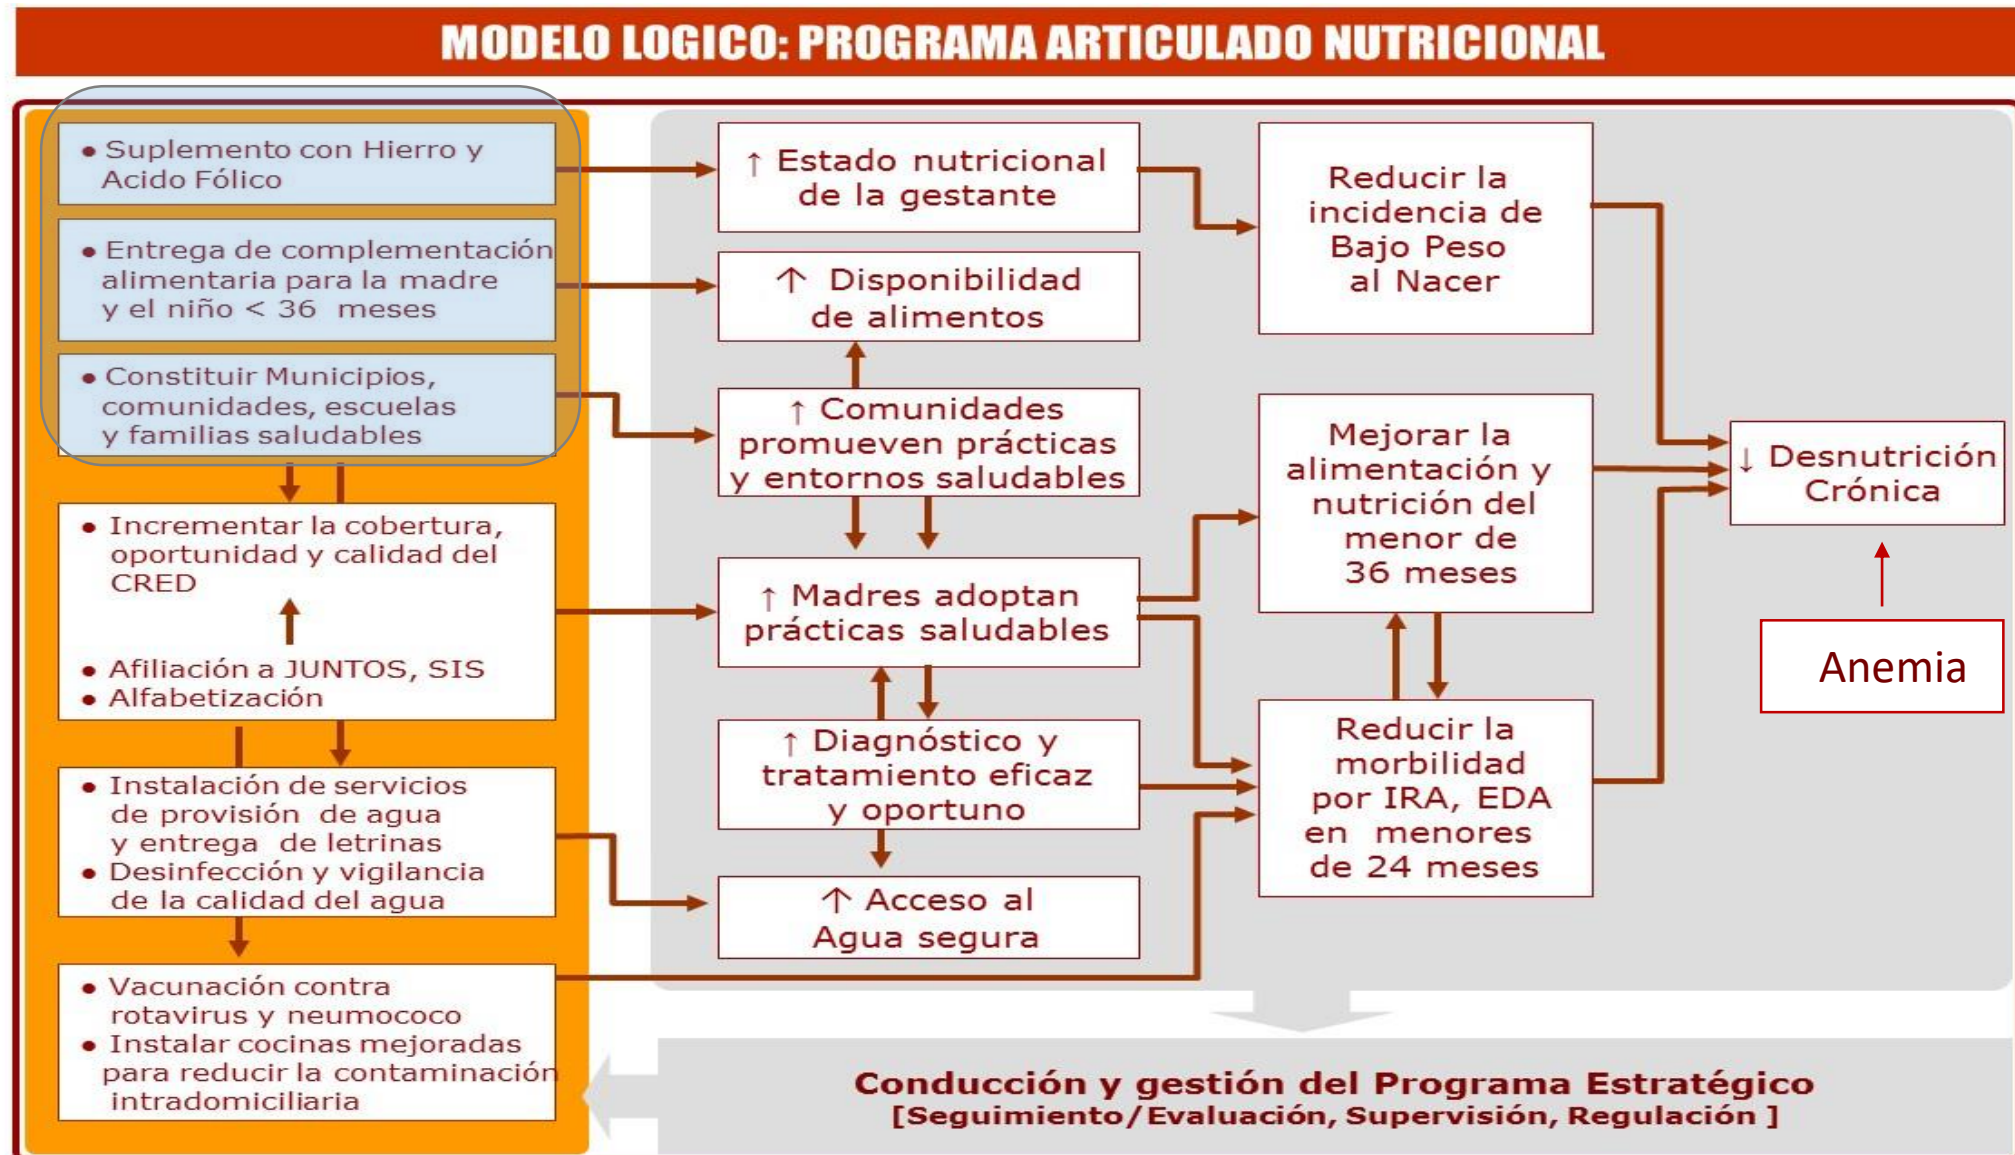 MODELO LOGICO: PROGRAMA ARTICULADO NUTRICIONAL
• Suplemento con Hierro y
Acido Fólico
• Entrega de complementación
alimentaria para la madre
y el niño < 36 meses
• Constituir Municipios,
comunidades, escuelas
y familias saludables
• Incrementar la cobertura,
oportunidad y calidad del
CRED
• Afiliación a JUNTOS, SIS
• Alfabetización
• Instalación de servicios
de provisión de agua
y entrega de letrinas
• Desinfección y vigilancia
de la calidad del agua
• Vacunación contra
rotavirus y neumococo
• Instalar cocinas mejoradas
para reducir la contaminación
intradomiciliaria
↑ Estado nutricional
de la gestante
↑ Disponibilidad
de alimentos
↑ Comunidades
promueven prácticas
y entornos saludables
↑ Madres adoptan
prácticas saludables
↑ Diagnóstico y
tratamiento eficaz
y oportuno
↑ Acceso al
Agua segura
Reducir la
incidencia de
Bajo Peso
al Nacer
Mejorar la
alimentación y
nutrición del
menor de
36 meses
Reducir la
morbilidad
por IRA, EDA
en menores
de 24 meses
↓ Desnutrición
Crónica
Anemia
Conducción y gestión del Programa Estratégico
[Seguimiento/Evaluación, Supervisión, Regulación ]